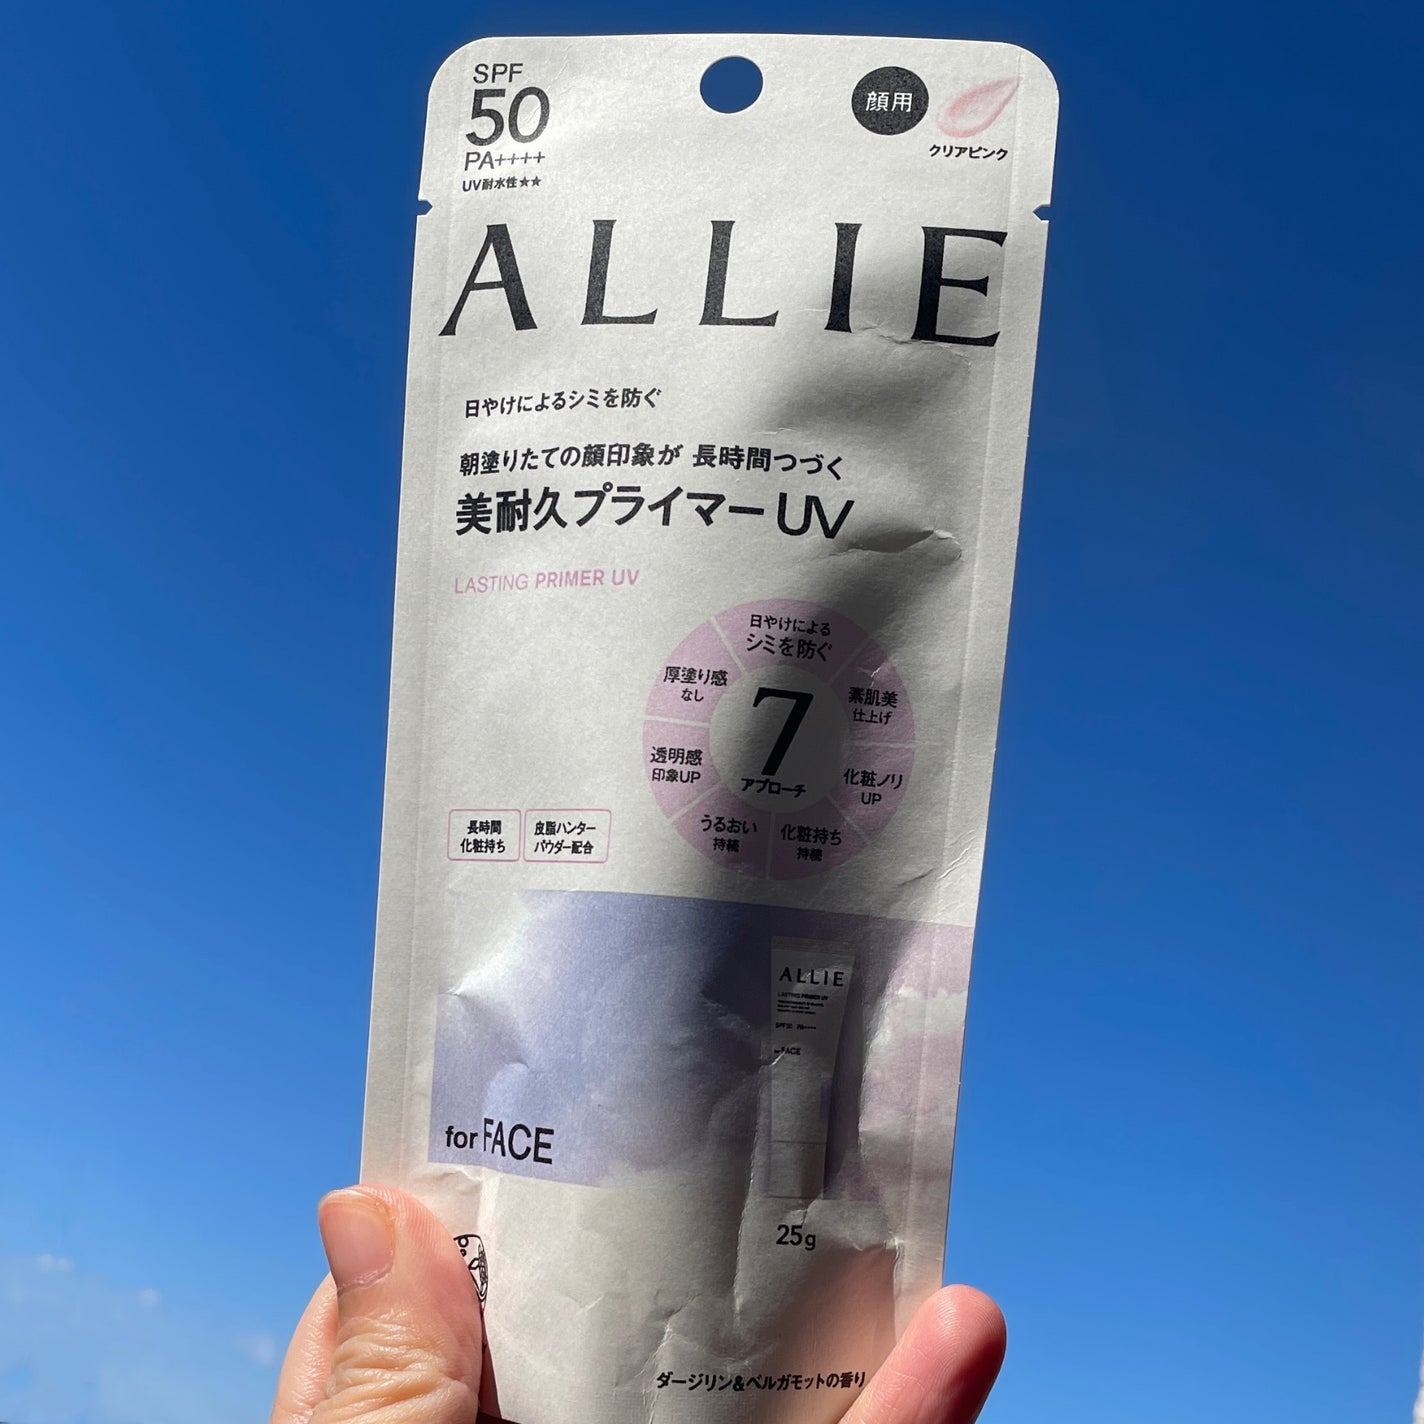 SPF
50
PA++++
UV耐水性★★
顔用
クリアピンク
ALLIE
日やけによるシミを防ぐ
朝塗りたての顔印象が 長時間つづく
美耐久プライマーUV
LASTING PRIMER UV
日やけによる
シミを防ぐ
素肌美
仕上げ
化粧ノリ
UP
化粧持ち
持続
うるおい
持続
透明感
印象UP
厚塗り感
なし
7
アプローチ
長時間
化粧持ち
皮脂ハンター
パウダー配合
ALLIE
LASTING PRIMER UV
SPF50 PA++++
FACE
for FACE
25g
ダージリン&ベルガモットの香り